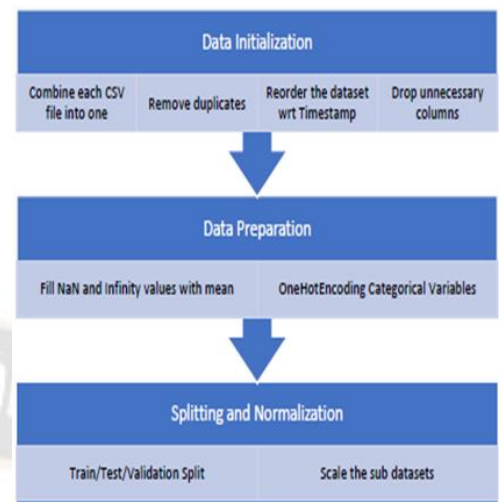 Data Initialization
Combine each CSV
file into one
Remove duplicates
Reorder the dataset
wrt Timestamp
Drop unnecessary
columns
Data Preparation
Fill NaN and Infinity values with mean
OneHotEncoding Categorical Variables
Splitting and Normalization
Train/Test/Validation Split
Scale the sub datasets